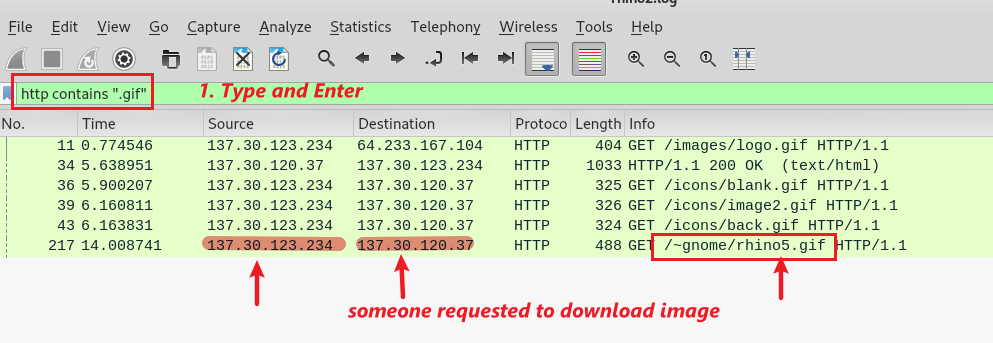 rhino2.log
File Edit View Go Capture Analyze Statistics Telephony Wireless Tools Help
http contains ".gif" 1. Type and Enter
No. Time Source Destination Protoco Length Info
11 0.774546 137.30.123.234 64.233.167.104 HTTP 404 GET /images/logo.gif HTTP/1.1
34 5.638951 137.30.120.37 137.30.123.234 HTTP 1033 HTTP/1.1 200 OK (text/html)
36 5.900207 137.30.123.234 137.30.120.37 HTTP 325 GET /icons/blank.gif HTTP/1.1
39 6.160811 137.30.123.234 137.30.120.37 HTTP 326 GET /icons/image2.gif HTTP/1.1
43 6.163831 137.30.123.234 137.30.120.37 HTTP 324 GET /icons/back.gif HTTP/1.1
217 14.008741 137.30.123.234 137.30.120.37 HTTP 488 GET /~gnome/rhino5.gif HTTP/1.1
someone requested to download image